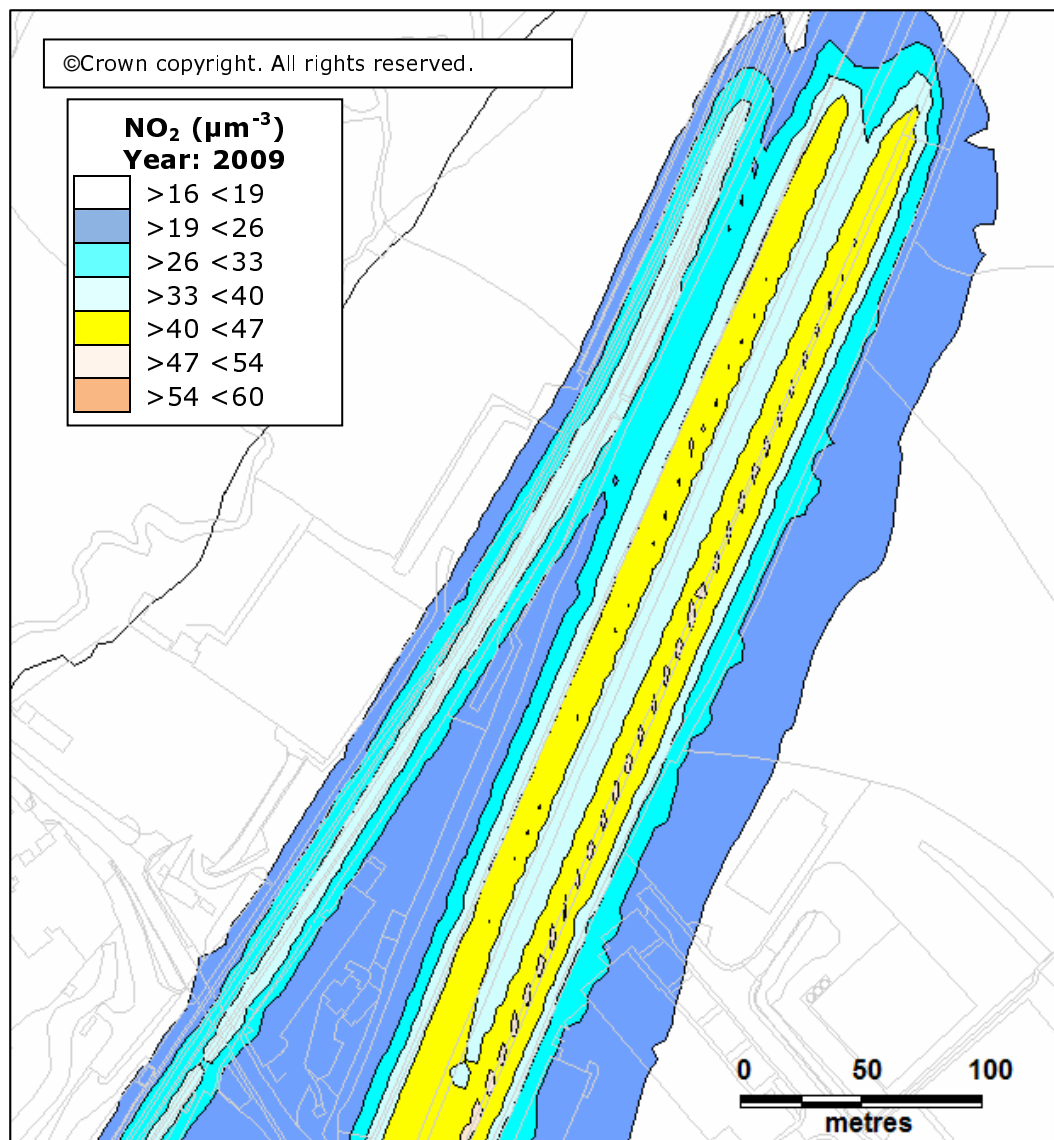 ©Crown copyright. All rights reserved.
NO₂ (µm⁻³)
Year: 2009
>16 <19
>19 <26
>26 <33
>33 <40
>40 <47
>47 <54
>54 <60
0 50 100
metres